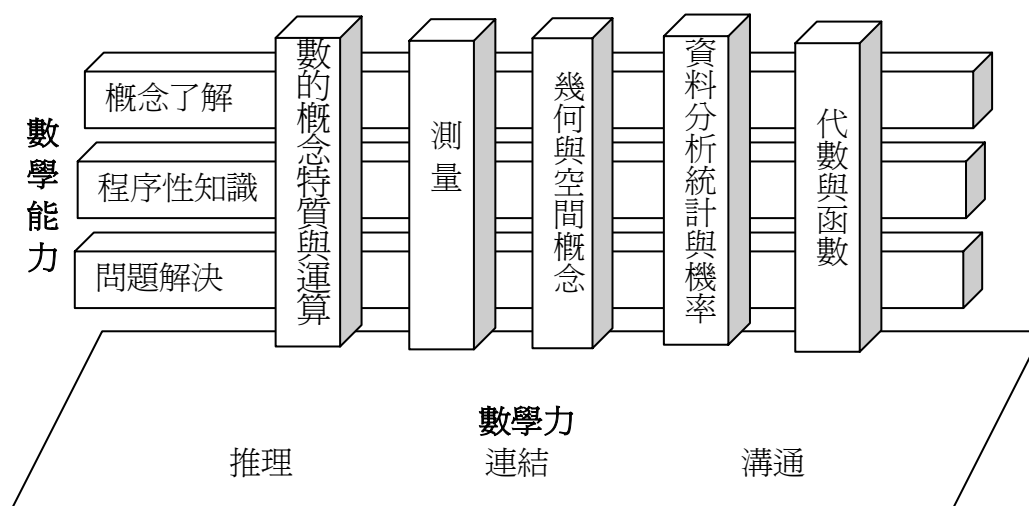 數學能力
概念了解
程序性知識
問題解決
數的概念特質與運算
測量
幾何與空間概念
資料分析統計與機率
代數與函數
數學力
推理 連結 溝通